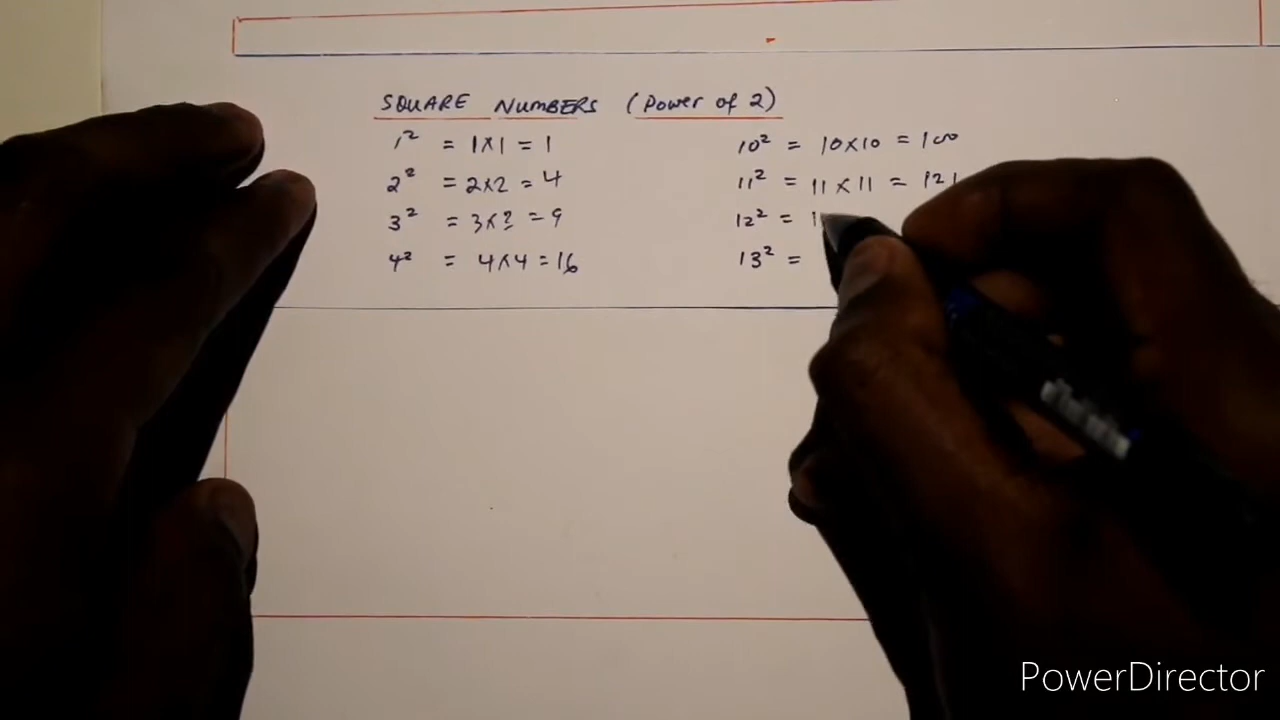 SQUARE NUMBERS (Power of 2)
1² = 1×1 = 1
2² = 2×2 = 4
3² = 3×3 = 9
4² = 4×4 = 16
10² = 10×10 = 100
11² = 11×11 = 121
12² = 1
13² =
PowerDirector